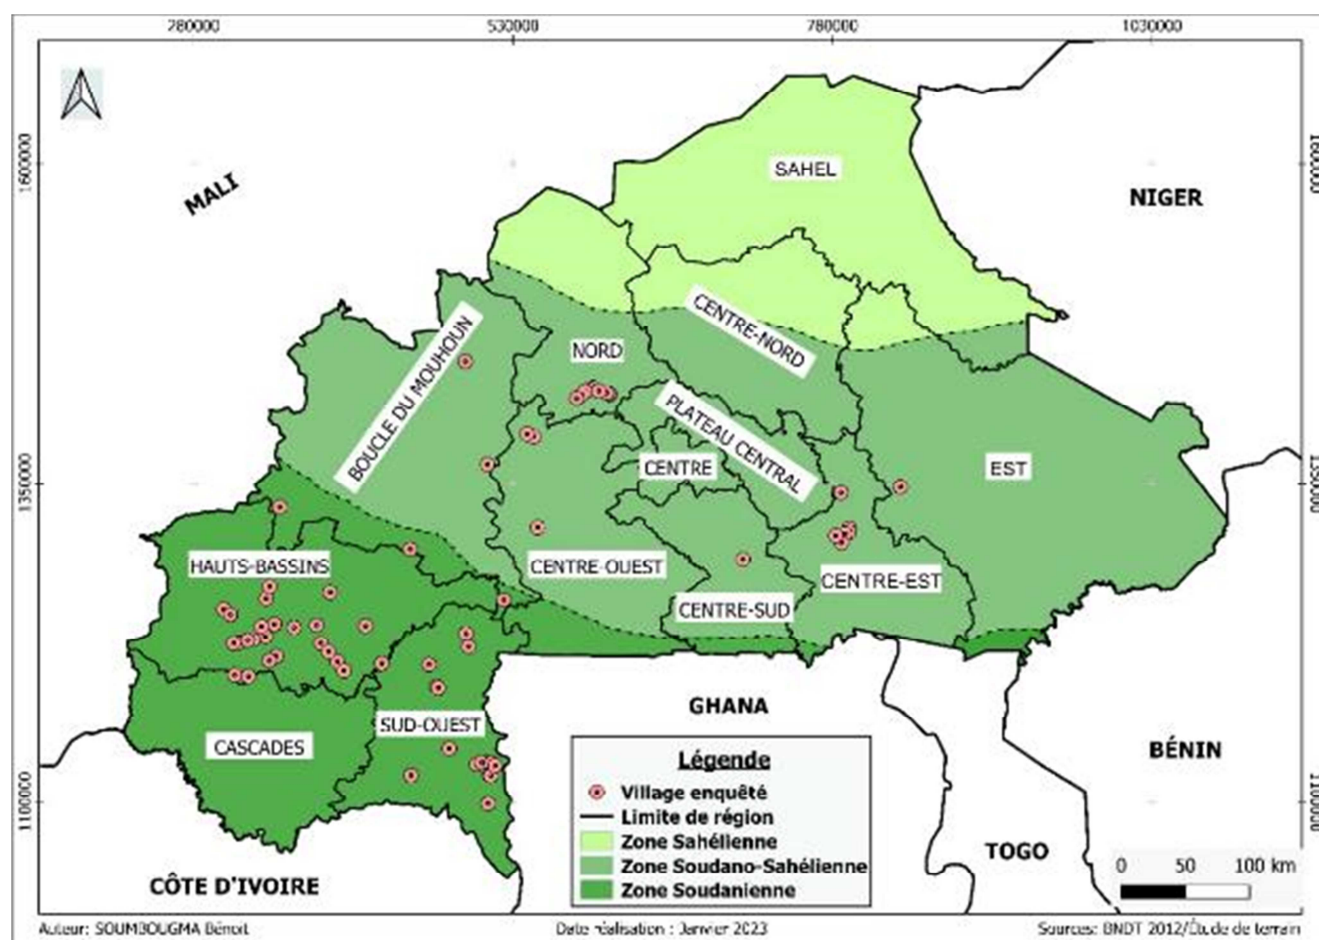 280000 530000 780000 1030000
1600000 1600000
SAHEL
MALI
NIGER
CENTRE-NORD
BOUCLE DU MOUHOUN
NORD
PLATEAU CENTRAL
CENTRE
EST
1350000 1350000
HAUTS-BASSINS
CENTRE-OUEST
CENTRE-EST
CENTRE-SUD
GHANA
SUD-OUEST
CASCADES
BÉNIN
Légende
Village enquêté
Limite de région
Zone Sahélienne
Zone Soudano-Sahélienne
Zone Soudanienne
1100000 1100000
TOGO
0 50 100 km
CÔTE D'IVOIRE
Auteur: SOUMBOUGMA Bénoit Date réalisation : Janvier 2023 Sources: BNDT 2012/Étude de terrain